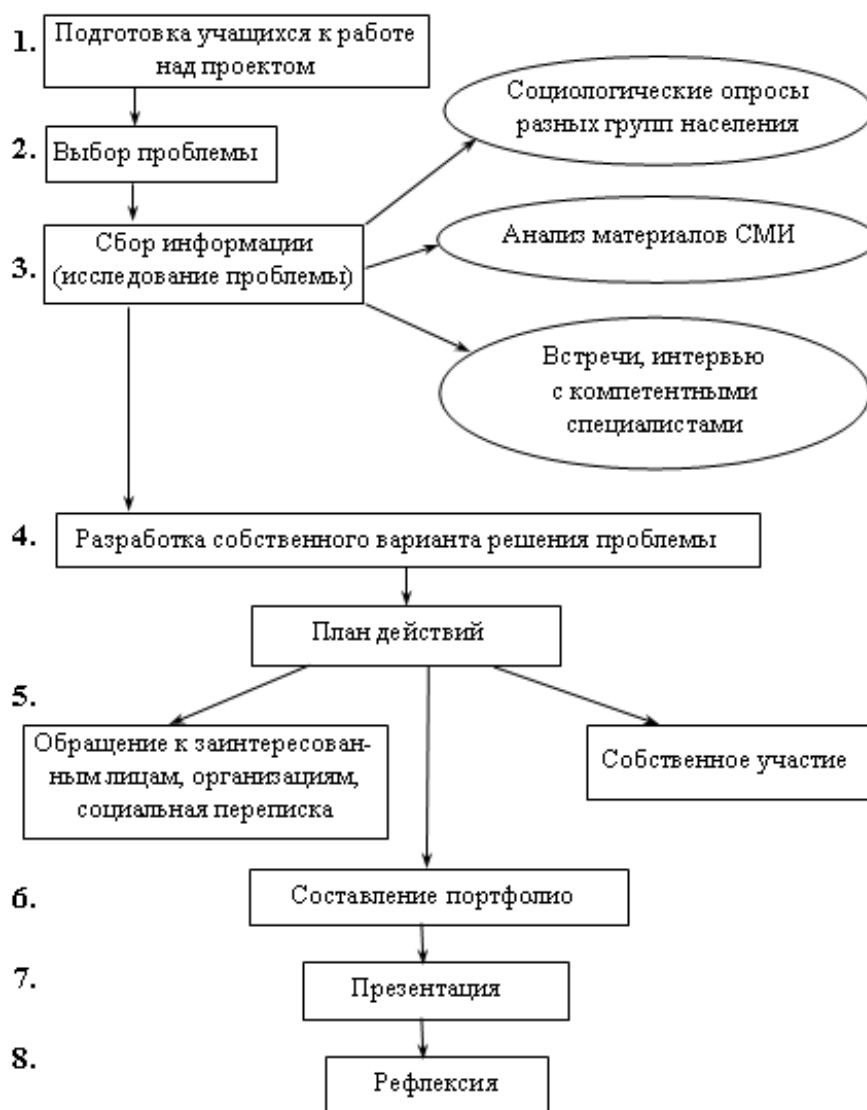 1.
Подготовка учащихся к работе
над проектом
2.
Выбор проблемы
3.
Сбор информации
(исследование проблемы)
Социологические опросы
разных групп населения
Анализ материалов СМИ
Встречи, интервью
с компетентными
специалистами
4.
Разработка собственного варианта решения проблемы
План действий
5.
Обращение к заинтересован-
ным лицам, организациям,
социальная переписка
Собственное участие
6.
Составление портфолио
7.
Презентация
8.
Рефлексия